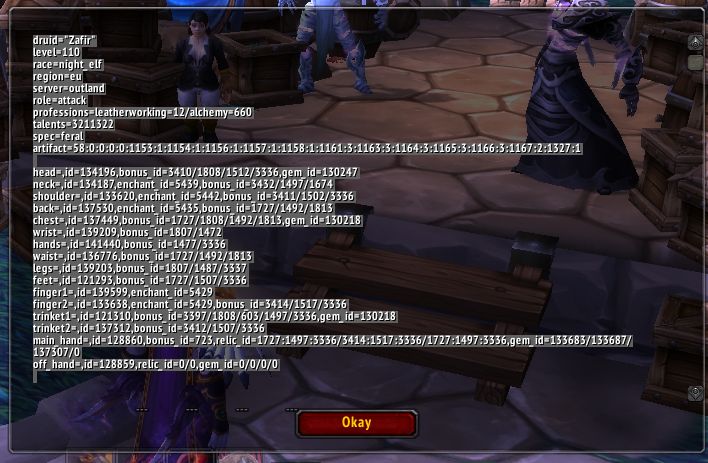 druid="Zafir"
level=110
race=night_elf
region=eu
server=outland
role=attack
professions=leatherworking=12/alchemy=660
talents=3211322
spec=feral
artifact=58:0:0:0:0:1153:1:1154:1:1156:1:1157:1:1158:1:1161:3:1163:3:1164:3:1165:3:1166:3:1167:2:1327:1
head=,id=134196,bonus_id=3410/1808/1512/3336,gem_id=130247
neck=,id=134187,enchant_id=5439,bonus_id=3432/1497/1674
shoulder=,id=133620,enchant_id=5442,bonus_id=3411/1502/3336
back=,id=137530,enchant_id=5435,bonus_id=1727/1492/1813
chest=,id=137449,bonus_id=1727/1808/1492/1813,gem_id=130218
wrist=,id=139209,bonus_id=1807/1472
hands=,id=141440,bonus_id=1477/3336
waist=,id=136776,bonus_id=1727/1492/1813
legs=,id=139203,bonus_id=1807/1487/3337
feet=,id=121293,bonus_id=1727/1507/3336
finger1=,id=139599,enchant_id=5429
finger2=,id=133638,enchant_id=5429,bonus_id=3414/1517/3336
trinket1=,id=121310,bonus_id=3397/1808/603/1497/3336,gem_id=130218
trinket2=,id=137312,bonus_id=3412/1507/3336
main_hand=,id=128860,bonus_id=723,relic_id=1727:1497:3336/3414:1517:3336/1727:1497:3336,gem_id=133683/133687/
137307/0
off_hand=,id=128859,relic_id=0/0,gem_id=0/0/0/0
Okay